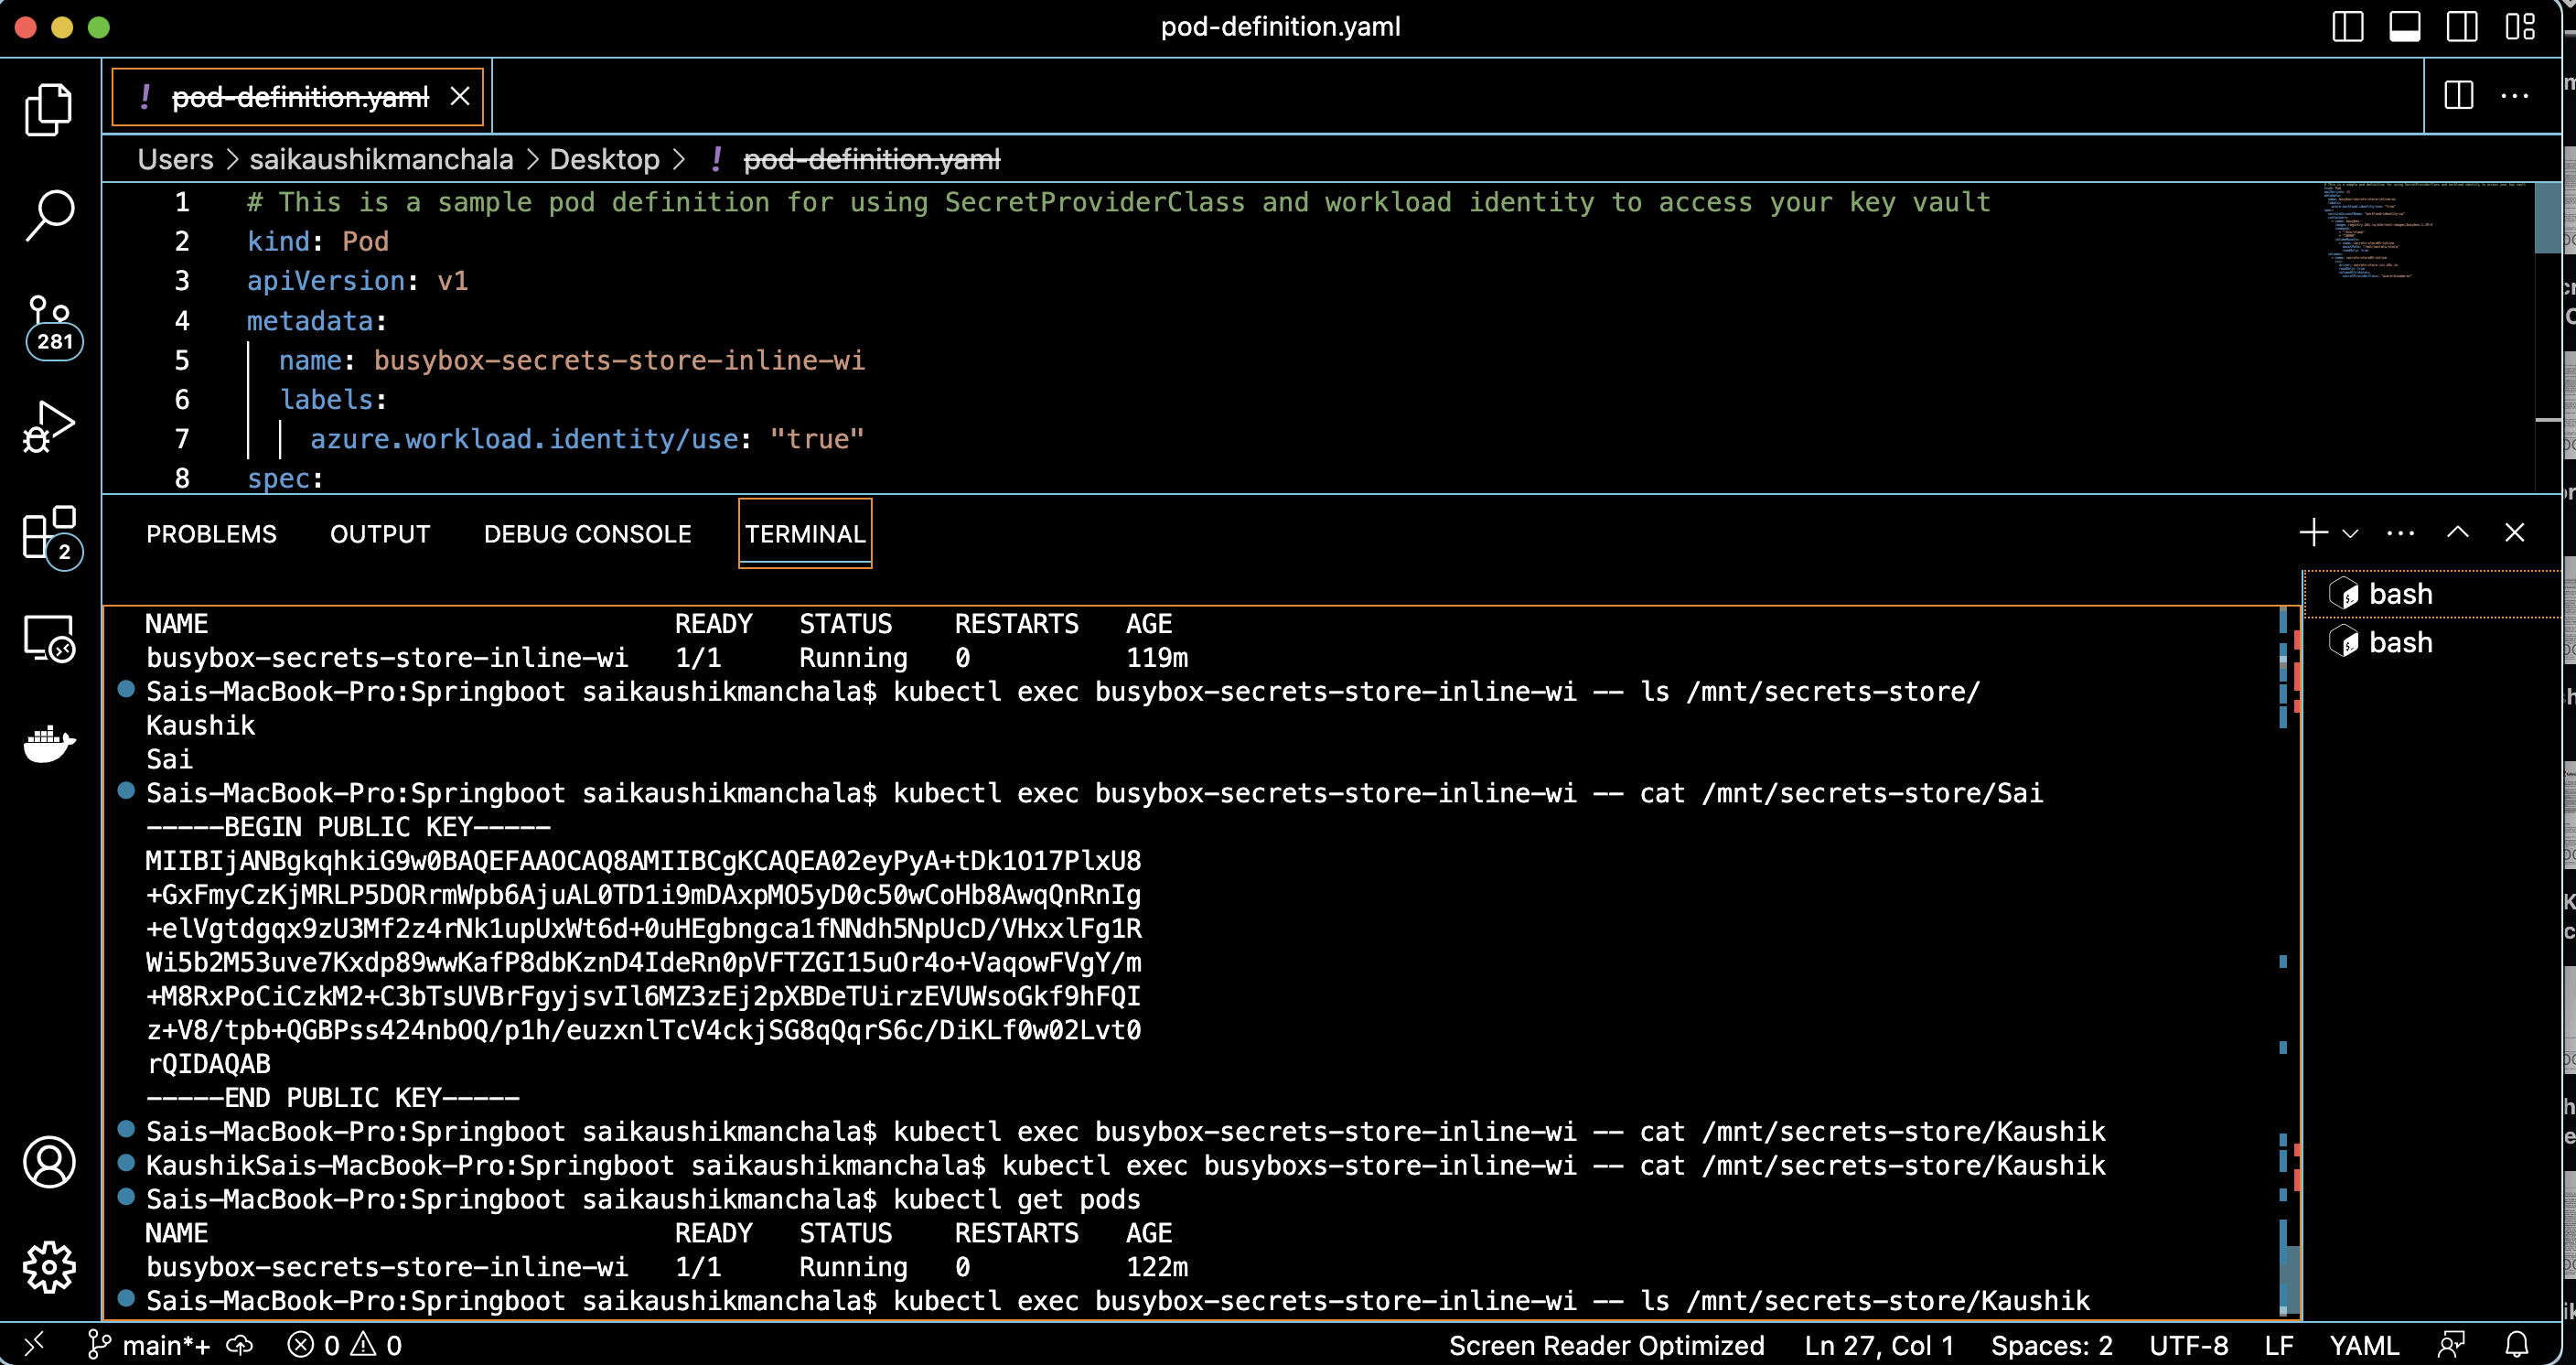 pod-definition.yaml
pod-definition.yaml
Users > saikaushikmanchala > Desktop > ! pod-definition.yaml
1 # This is a sample pod definition for using SecretProviderClass and workload identity to access your key vault
2 kind: Pod
3 apiVersion: v1
4 metadata:
5 name: busybox-secrets-store-inline-wi
6 labels:
7 azure.workload.identity/use: "true"
8 spec:
281
2
PROBLEMS OUTPUT DEBUG CONSOLE TERMINAL
bash
bash
NAME READY STATUS RESTARTS AGE
busybox-secrets-store-inline-wi 1/1 Running 0 119m
Sais-MacBook-Pro:Springboot saikaushikmanchala$ kubectl exec busybox-secrets-store-inline-wi -- ls /mnt/secrets-store/
Kaushik
Sai
Sais-MacBook-Pro:Springboot saikaushikmanchala$ kubectl exec busybox-secrets-store-inline-wi -- cat /mnt/secrets-store/Sai
-----BEGIN PUBLIC KEY-----
MIIBIjANBgkqhkiG9w0BAQEFAAOCAQ8AMIIBCgKCAQEA02eyPyA+tDk1O17PlxU8
+GxFmyCzKjMRLP5DORrmWpb6AjuAL0TD1i9mDAxpMO5yD0c50wCoHb8AwqQnRnIg
+elVgtdgqx9zU3Mf2z4rNk1upUxWt6d+0uHEgbngca1fNNdh5NpUcD/VHxxlFg1R
Wi5b2M53uve7Kxdp89wwKafP8dbKznD4IdeRn0pVFTZGI15uOr4o+VaqowFVgY/m
+M8RxPoCiCzkM2+C3bTsUVBrFgyjsvIl6MZ3zEj2pXBDeTUirzEVUWsoGkf9hFQI
z+V8/tpb+QGBPss424nbOQ/p1h/euzxnlTcV4ckjSG8qQqrS6c/DiKLf0w02Lvt0
rQIDAQAB
-----END PUBLIC KEY-----
Sais-MacBook-Pro:Springboot saikaushikmanchala$ kubectl exec busybox-secrets-store-inline-wi -- cat /mnt/secrets-store/Kaushik
KaushikSais-MacBook-Pro:Springboot saikaushikmanchala$ kubectl exec busyboxs-store-inline-wi -- cat /mnt/secrets-store/Kaushik
Sais-MacBook-Pro:Springboot saikaushikmanchala$ kubectl get pods
NAME READY STATUS RESTARTS AGE
busybox-secrets-store-inline-wi 1/1 Running 0 122m
Sais-MacBook-Pro:Springboot saikaushikmanchala$ kubectl exec busybox-secrets-store-inline-wi -- ls /mnt/secrets-store/Kaushik
main*+ 0 0 Screen Reader Optimized Ln 27, Col 1 Spaces: 2 UTF-8 LF YAML